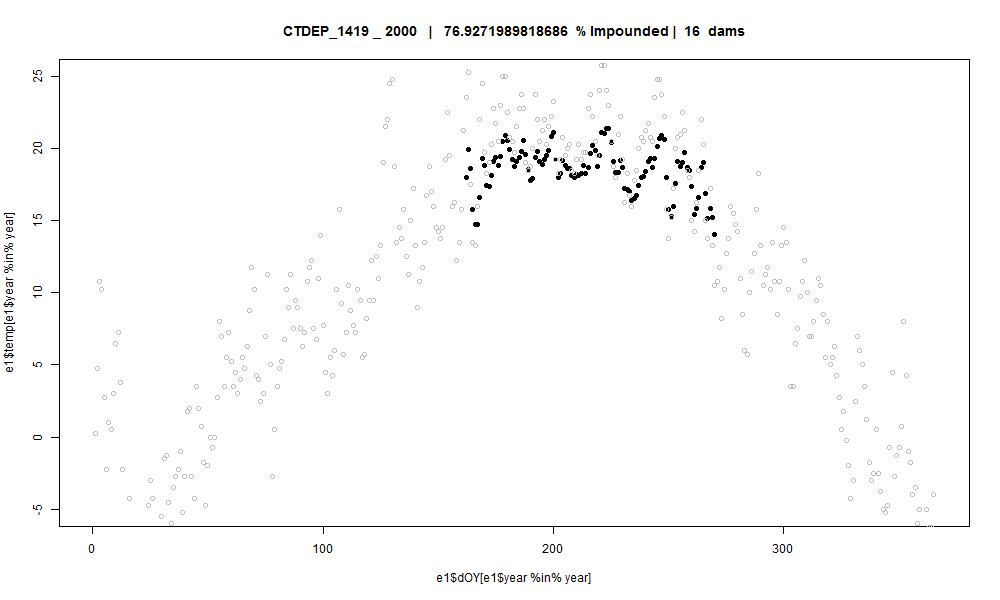 CTDEP_1419 _ 2000 | 76.9271989818686 % Impounded | 16 dams
e1$temp[e1$year %in% year]
25
20
15
10
5
0
-5
0 100 200 300
e1$dOY[e1$year %in% year]